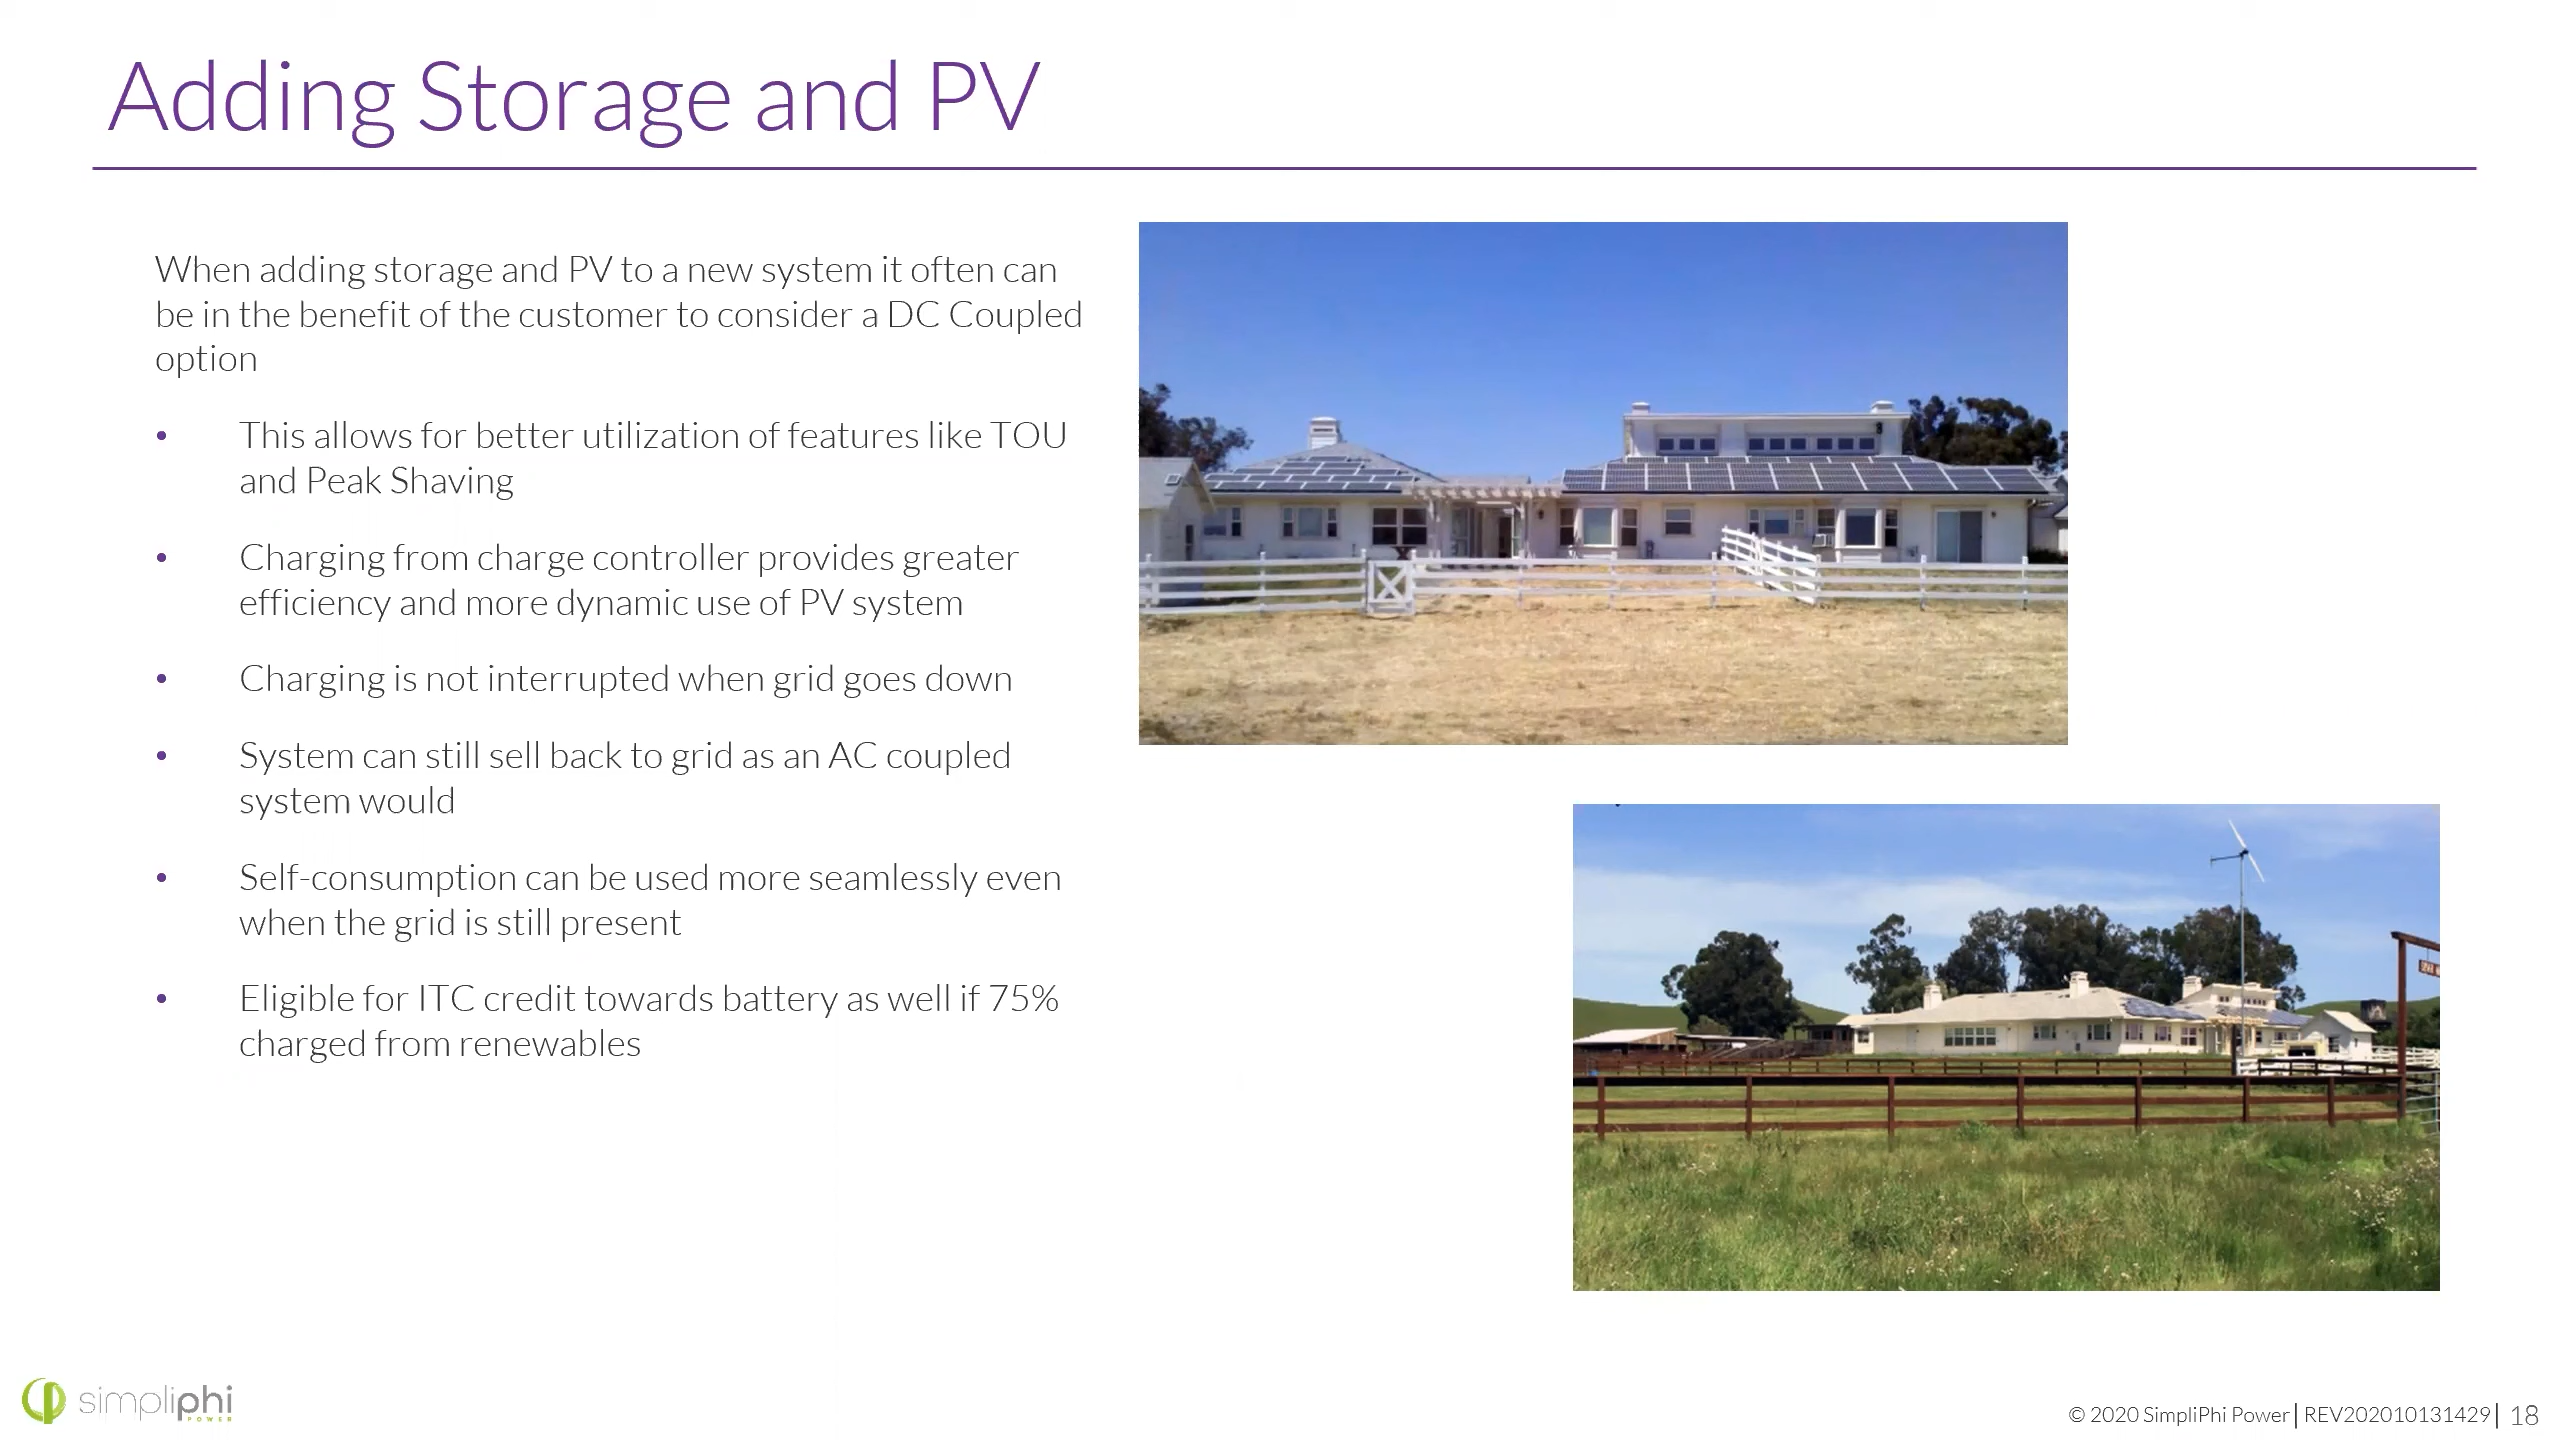 Adding Storage and PV
When adding storage and PV to a new system it often can
be in the benefit of the customer to consider a DC Coupled
option
• This allows for better utilization of features like TOU
and Peak Shaving
• Charging from charge controller provides greater
efficiency and more dynamic use of PV system
• Charging is not interrupted when grid goes down
• System can still sell back to grid as an AC coupled
system would
• Self-consumption can be used more seamlessly even
when the grid is still present
• Eligible for ITC credit towards battery as well if 75%
charged from renewables
simpliphi
POWER
© 2020 SimpliPhi Power | REV202010131429 | 18